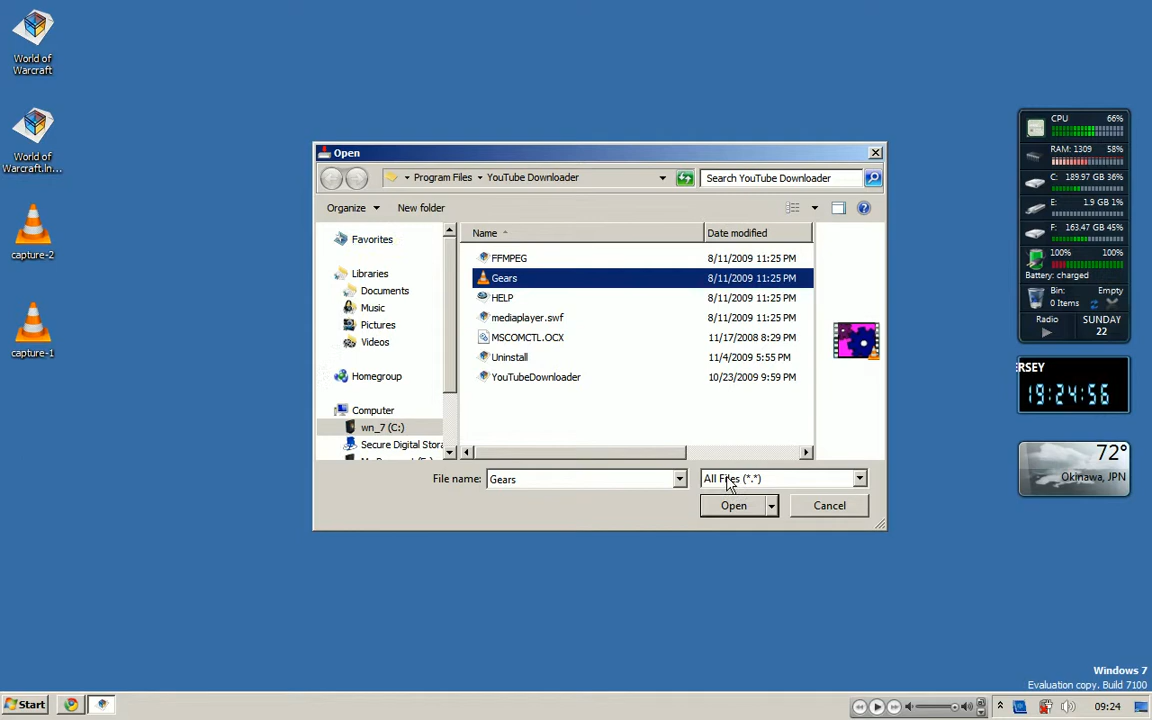 World of
Warcraft
World of
Warcraft.in...
capture-2
capture-1
Open
Program Files
YouTube Downloader
Search YouTube Downloader
Organize
New folder
Favorites
Libraries
Documents
Music
Pictures
Videos
Homegroup
Computer
wn_7 (C:)
Secure Digital Stora
Name
Date modified
FFMPEG 8/11/2009 11:25 PM
Gears 8/11/2009 11:25 PM
HELP 8/11/2009 11:25 PM
mediaplayer.swf 8/11/2009 11:25 PM
MSCOMCTL.OCX 11/17/2008 8:29 PM
Uninstall 11/4/2009 5:55 PM
YouTubeDownloader 10/23/2009 9:59 PM
File name:
Gears
All Files (*.*)
Open
Cancel
CPU 66%
RAM: 1309 58%
C: 189.97 GB 36%
E: 1.9 GB 1%
F: 163.47 GB 45%
100% 100%
Battery: charged
Bin: Empty
0 Items
Radio
SUNDAY
22
ERSEY
19:24:56
72°
Okinawa, JPN
Windows 7
Evaluation copy. Build 7100
Start
09:24